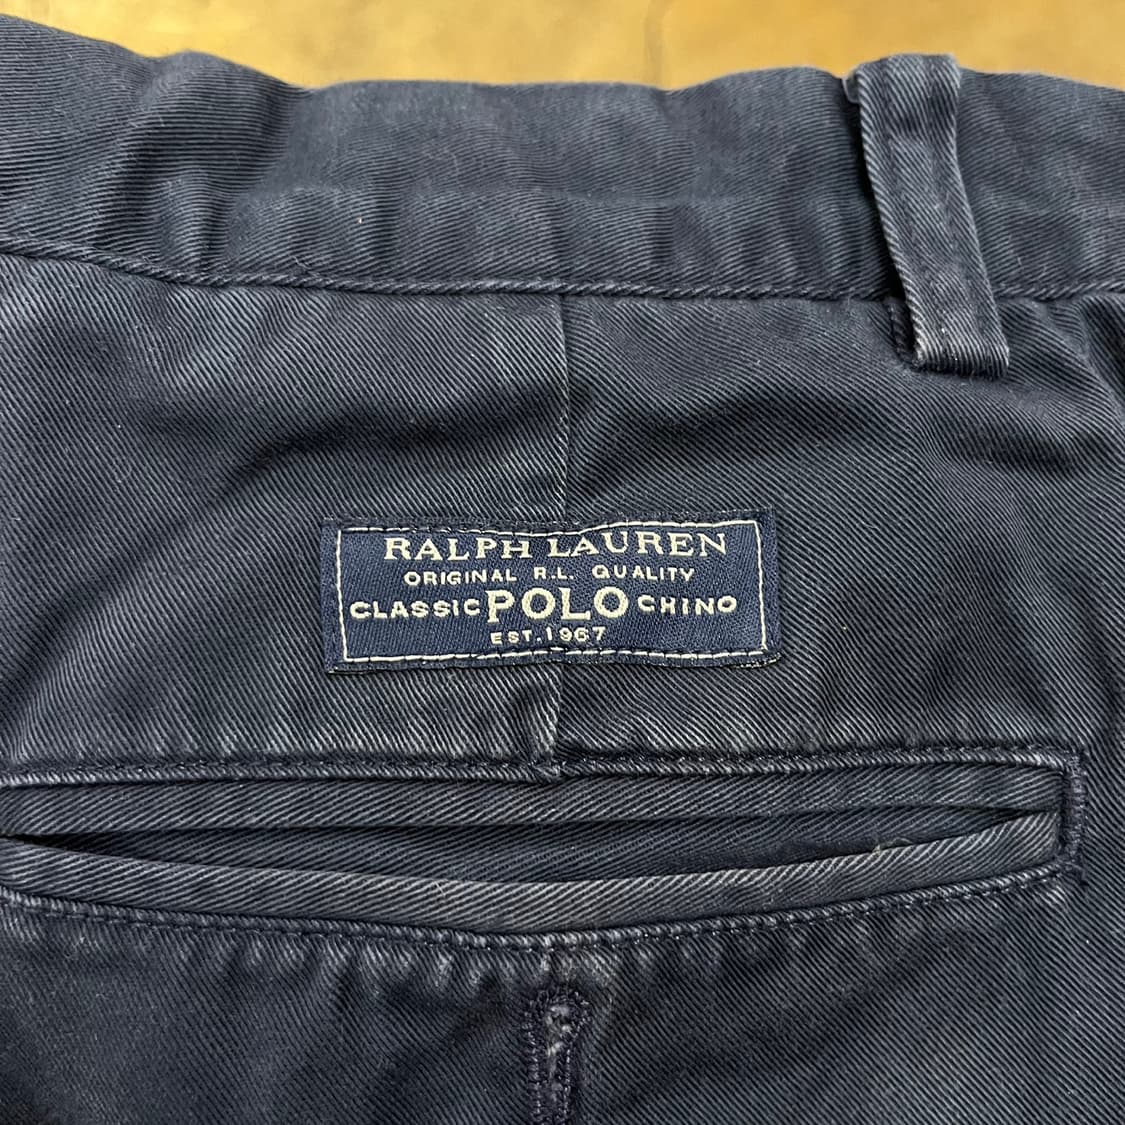 RALPH LAUREN
ORIGINAL R.L. QUALITY
CLASSIC POLO CHINO
EST. 1967